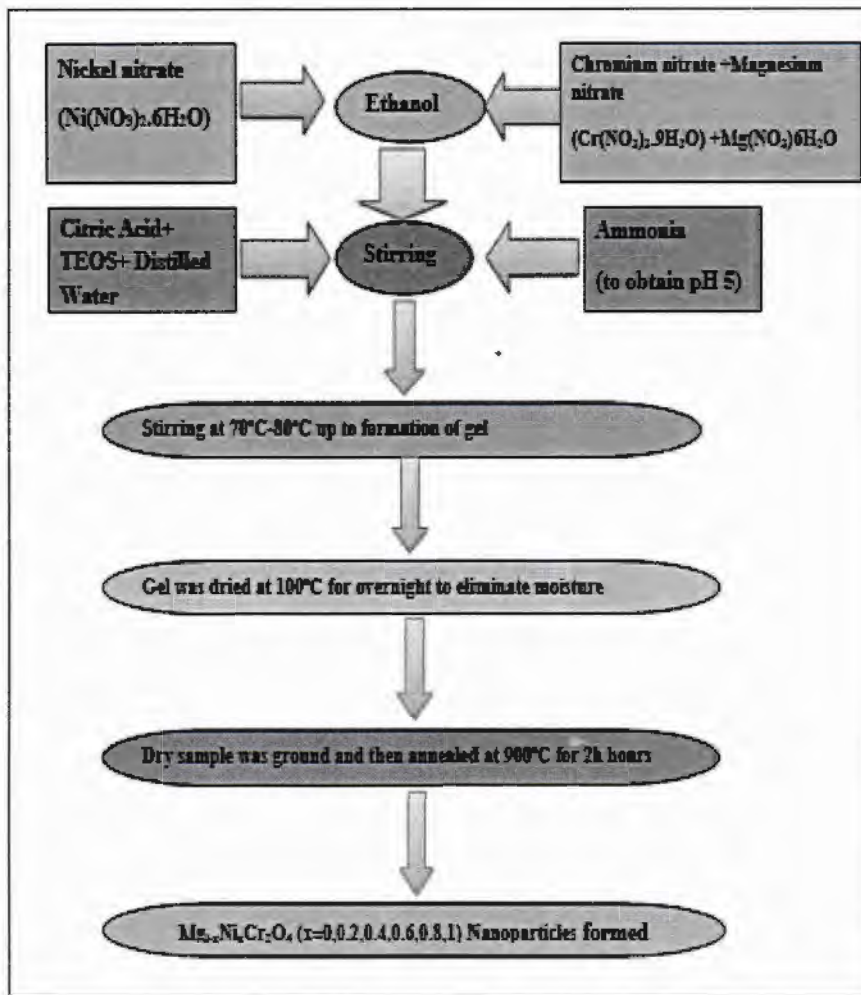 Nickel nitrate
(Ni(NO₃)₂.6H₂O)
Ethanol
Chromium nitrate +Magnesium
nitrate
(Cr(NO₃)₃.9H₂O) +Mg(NO₃)6H₂O
Citric Acid+
TEOS+ Distilled
Water
Stirring
Ammonia
(to obtain pH 5)
Stirring at 70°C-80°C up to formation of gel
Gel was dried at 100°C for overnight to eliminate moisture
Dry sample was ground and then annealed at 900°C for 2h hours
Mg₁₋ₓNiₓCr₂O₄ (x=0,0.2,0.4,0.6,0.8,1) Nanoparticles formed